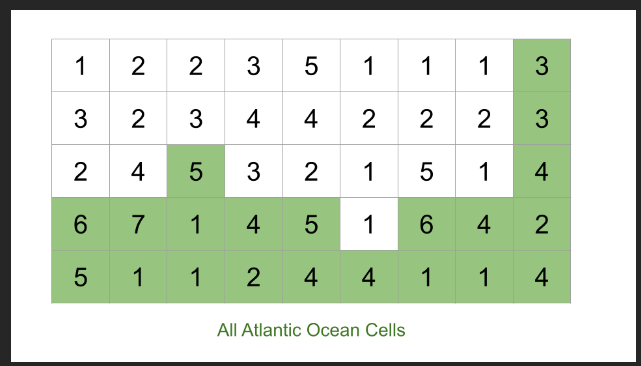 1 2 2 3 5 1 1 1 3
3 2 3 4 4 2 2 2 3
2 4 5 3 2 1 5 1 4
6 7 1 4 5 1 6 4 2
5 1 1 2 4 4 1 1 4
All Atlantic Ocean Cells